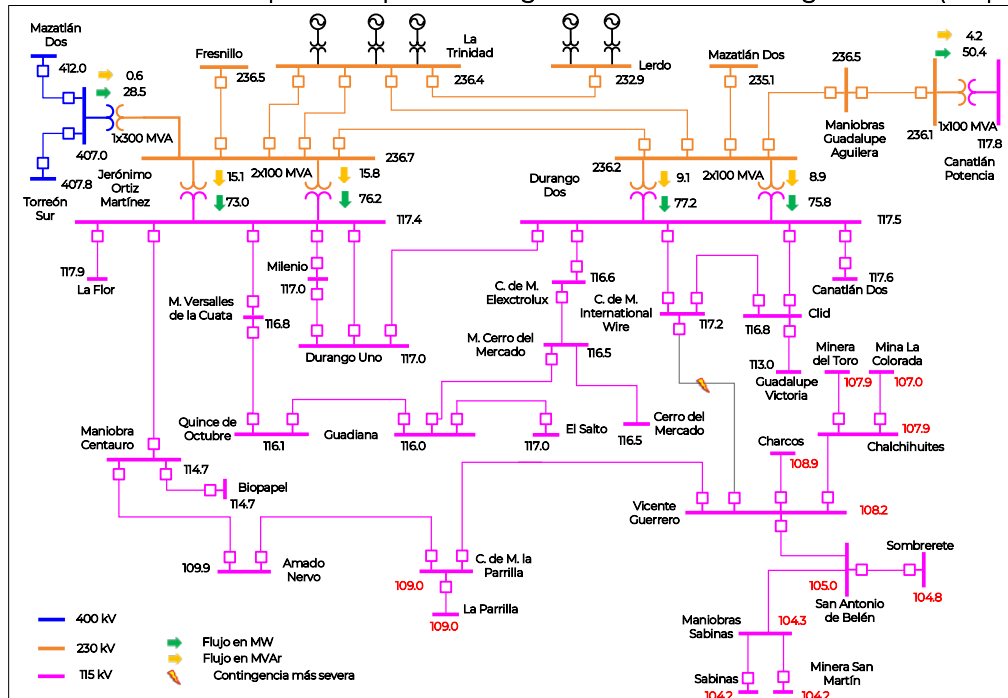 Mazatlán
Dos
412.0
0.6
28.5
1x300 MVA
407.0
407.8
Torreón
Sur
Jerónimo
Ortiz
Martínez
Fresnillo
236.5
La
Trinidad
236.4
Lerdo
232.9
Mazatlán Dos
235.1
236.5
Maniobras
Guadalupe
Aguilera
4.2
50.4
236.1
1x100 MVA
117.8
Canatlán
Potencia
236.7
15.1
2x100 MVA
15.8
73.0
76.2
117.4
Durango
Dos
236.2
9.1
2x100 MVA
8.9
77.2
75.8
117.5
117.9
La Flor
M. Versalles
de la Cuata
116.8
Milenio
117.0
Durango Uno
117.0
C. de M.
Elexctrolux
116.6
C. de M.
International
Wire
117.2
M. Cerro del
Mercado
116.5
116.8
Clid
117.6
Canatlán Dos
113.0
Guadalupe
Victoria
Minera
del Toro
107.9
Mina La
Colorada
107.0
107.9
Chalchihuites
Quince de
Octubre
116.1
Guadiana
116.0
El Salto
117.0
116.5
Cerro del
Mercado
Maniobra
Centauro
114.7
Biopapel
114.7
Charcos
108.9
Vicente
Guerrero
108.2
109.9
Amado
Nervo
C. de M. la
Parrilla
109.0
La Parrilla
109.0
Sombrerete
104.8
105.0
San Antonio
de Belén
Maniobras
Sabinas
104.3
Sabinas
104.2
Minera San
Martín
104.2
400 kV
230 kV
115 kV
Flujo en MW
Flujo en MVAr
Contingencia más severa